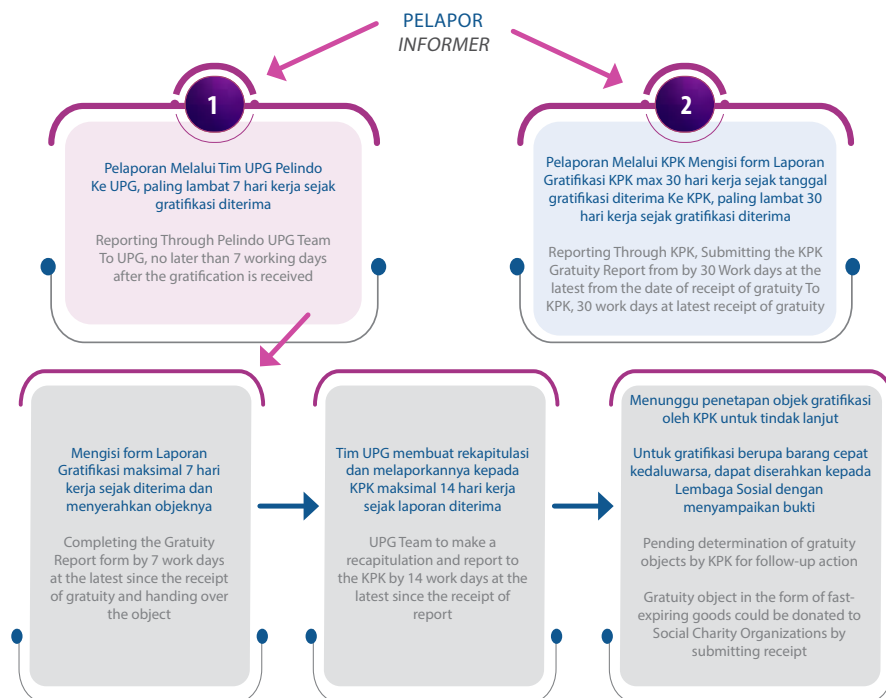 PELAPOR
INFORMER
1
Pelaporan Melalui Tim UPG Pelindo
Ke UPG, paling lambat 7 hari kerja sejak
gratifikasi diterima
Reporting Through Pelindo UPG Team
To UPG, no later than 7 working days
after the gratification is received
2
Pelaporan Melalui KPK Mengisi form Laporan
Gratifikasi KPK max 30 hari kerja sejak tanggal
gratifikasi diterima Ke KPK, paling lambat 30
hari kerja sejak gratifikasi diterima
Reporting Through KPK, Submitting the KPK
Gratuity Report from by 30 Work days at the
latest from the date of receipt of gratuity To
KPK, 30 work days at latest receipt of gratuity
Mengisi form Laporan
Gratifikasi maksimal 7 hari
kerja sejak diterima dan
menyerahkan objeknya
Completing the Gratuity
Report form by 7 work days
at the latest since the receipt
of gratuity and handing over
the object
Tim UPG membuat rekapitulasi
dan melaporkannya kepada
KPK maksimal 14 hari kerja
sejak laporan diterima
UPG Team to make a
recapitulation and report to
the KPK by 14 work days at the
latest since the receipt of
report
Menunggu penetapan objek gratifikasi
oleh KPK untuk tindak lanjut
Untuk gratifikasi berupa barang cepat
kedaluwarsa, dapat diserahkan kepada
Lembaga Sosial dengan
menyampaikan bukti
Pending determination of gratuity
objects by KPK for follow-up action
Gratuity object in the form of fast-
expiring goods could be donated to
Social Charity Organizations by
submitting receipt